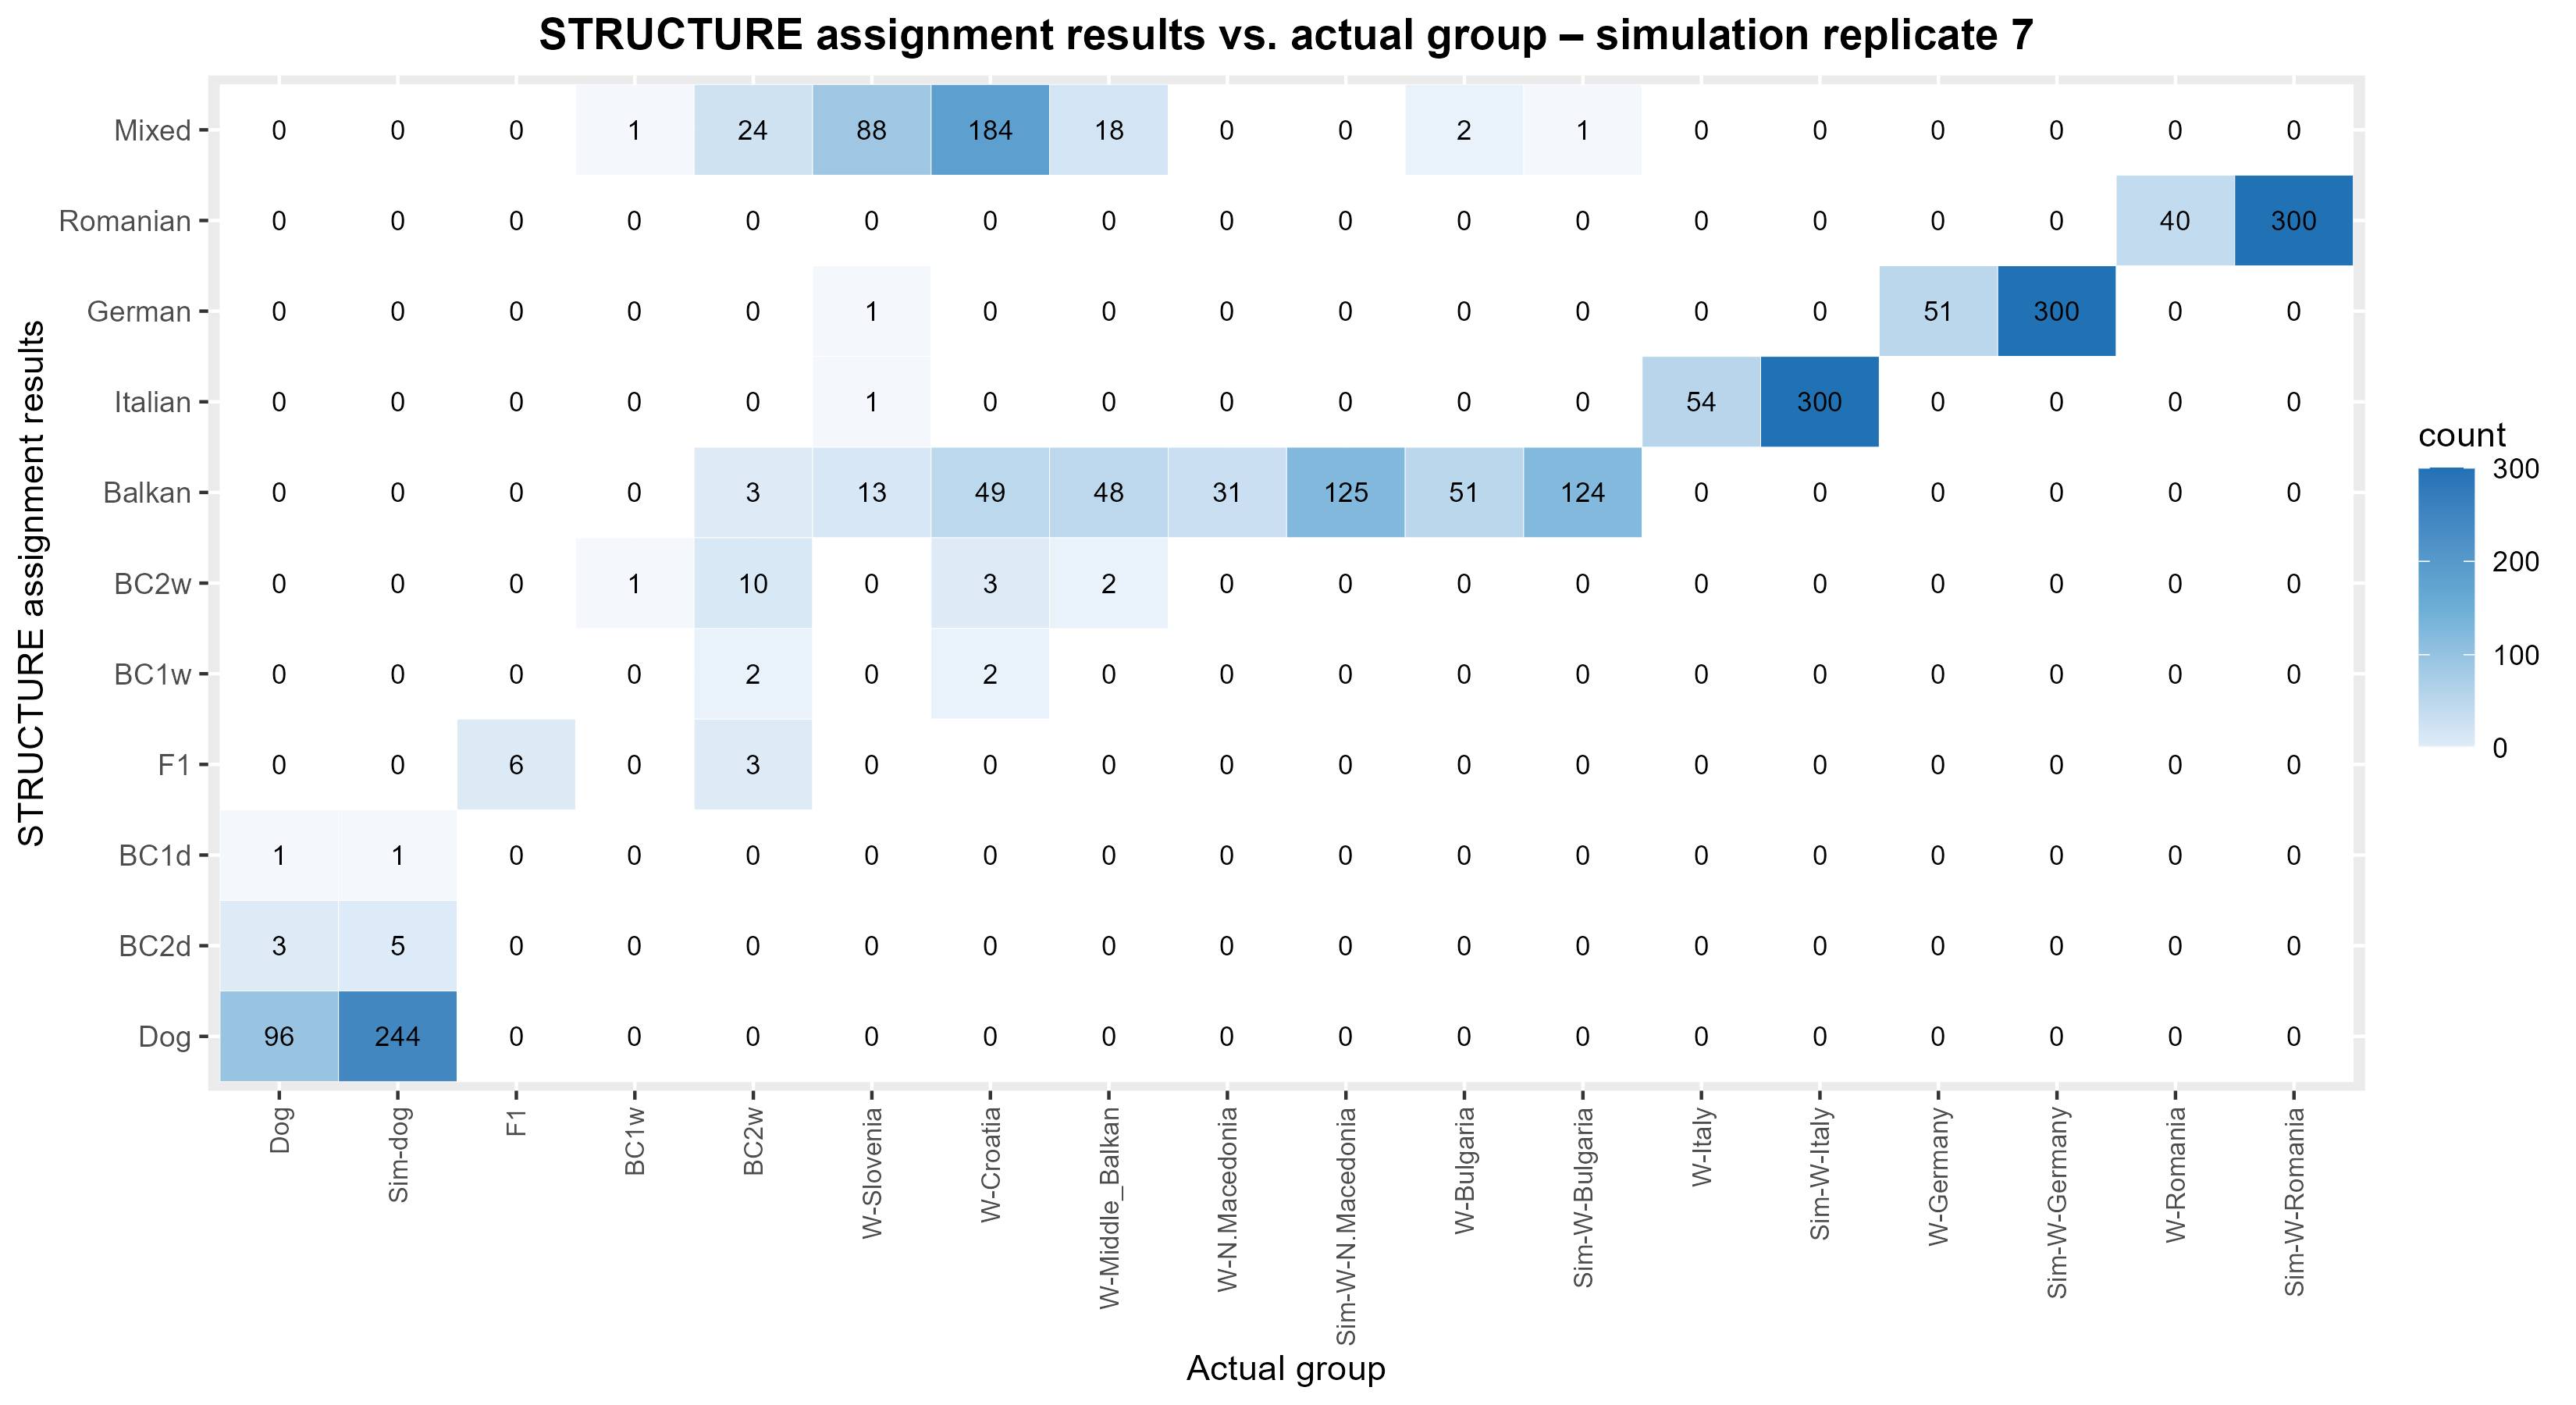 STRUCTURE assignment results vs. actual group – simulation replicate 7
STRUCTURE assignment results
Mixed 0 0 0 1 24 88 184 18 0 0 2 1 0 0 0 0 0 0
Romanian 0 0 0 0 0 0 0 0 0 0 0 0 0 0 0 0 40 300
German 0 0 0 0 0 1 0 0 0 0 0 0 0 0 51 300 0 0
Italian 0 0 0 0 0 1 0 0 0 0 0 0 54 300 0 0 0 0
Balkan 0 0 0 0 3 13 49 48 31 125 51 124 0 0 0 0 0 0
BC2w 0 0 0 1 10 0 3 2 0 0 0 0 0 0 0 0 0 0
BC1w 0 0 0 0 2 0 2 0 0 0 0 0 0 0 0 0 0 0
F1 0 0 6 0 3 0 0 0 0 0 0 0 0 0 0 0 0 0
BC1d 1 1 0 0 0 0 0 0 0 0 0 0 0 0 0 0 0 0
BC2d 3 5 0 0 0 0 0 0 0 0 0 0 0 0 0 0 0 0
Dog 96 244 0 0 0 0 0 0 0 0 0 0 0 0 0 0 0 0
Dog
Sim-dog
F1
BC1w
BC2w
W-Slovenia
W-Croatia
W-Middle_Balkan
W-N.Macedonia
Sim-W-N.Macedonia
W-Bulgaria
Sim-W-Bulgaria
W-Italy
Sim-W-Italy
W-Germany
Sim-W-Germany
W-Romania
Sim-W-Romania
Actual group
count
300
200
100
0